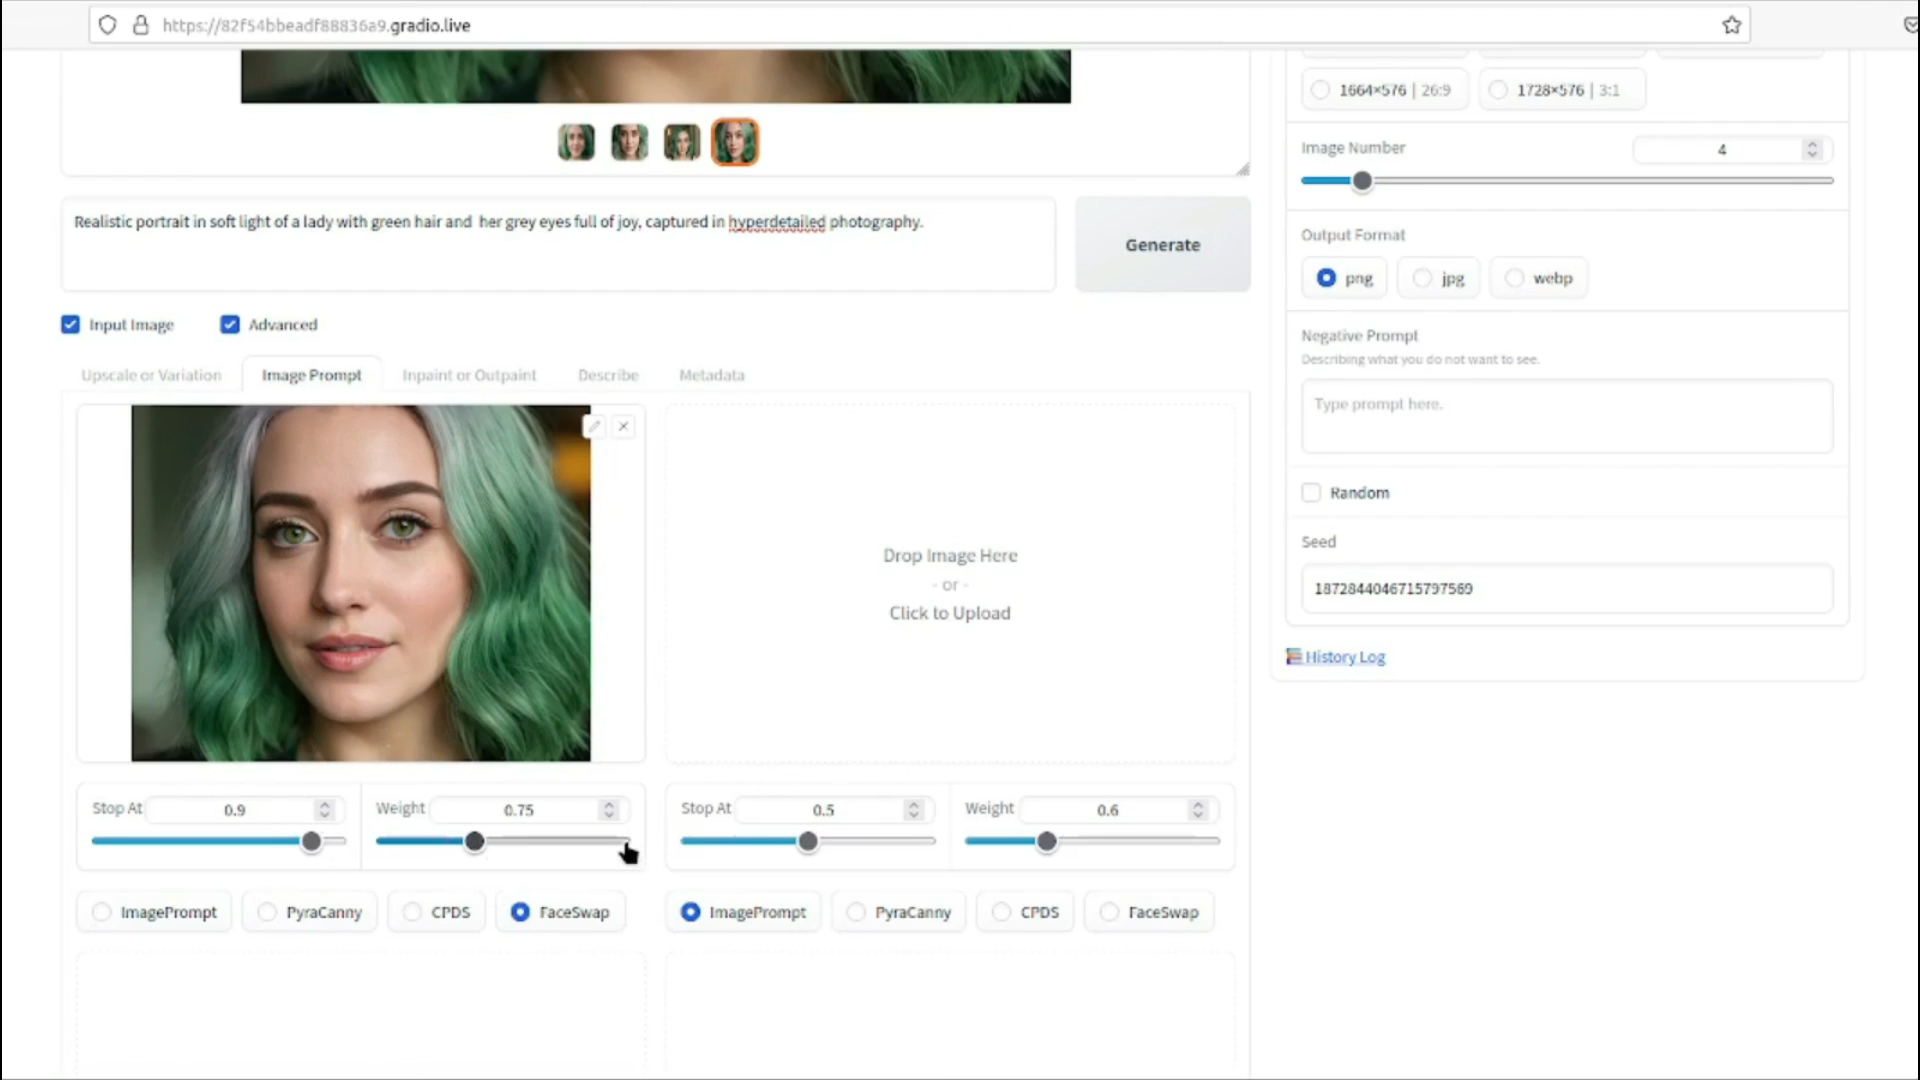 https://82f54bbeadf88836a9.gradio.live
1664×576 | 26:9
1728×576 | 3:1
Image Number
4
Realistic portrait in soft light of a lady with green hair and  her grey eyes full of joy, captured in hyperdetailed photography.
Generate
Output Format
png
jpg
webp
Input Image
Advanced
Negative Prompt
Describing what you do not want to see.
Type prompt here.
Upscale or Variation
Image Prompt
Inpaint or Outpaint
Describe
Metadata
Random
Seed
1872844046715797569
History Log
Drop Image Here
- or -
Click to Upload
Stop At
0.9
Weight
0.75
Stop At
0.5
Weight
0.6
ImagePrompt
PyraCanny
CPDS
FaceSwap
ImagePrompt
PyraCanny
CPDS
FaceSwap